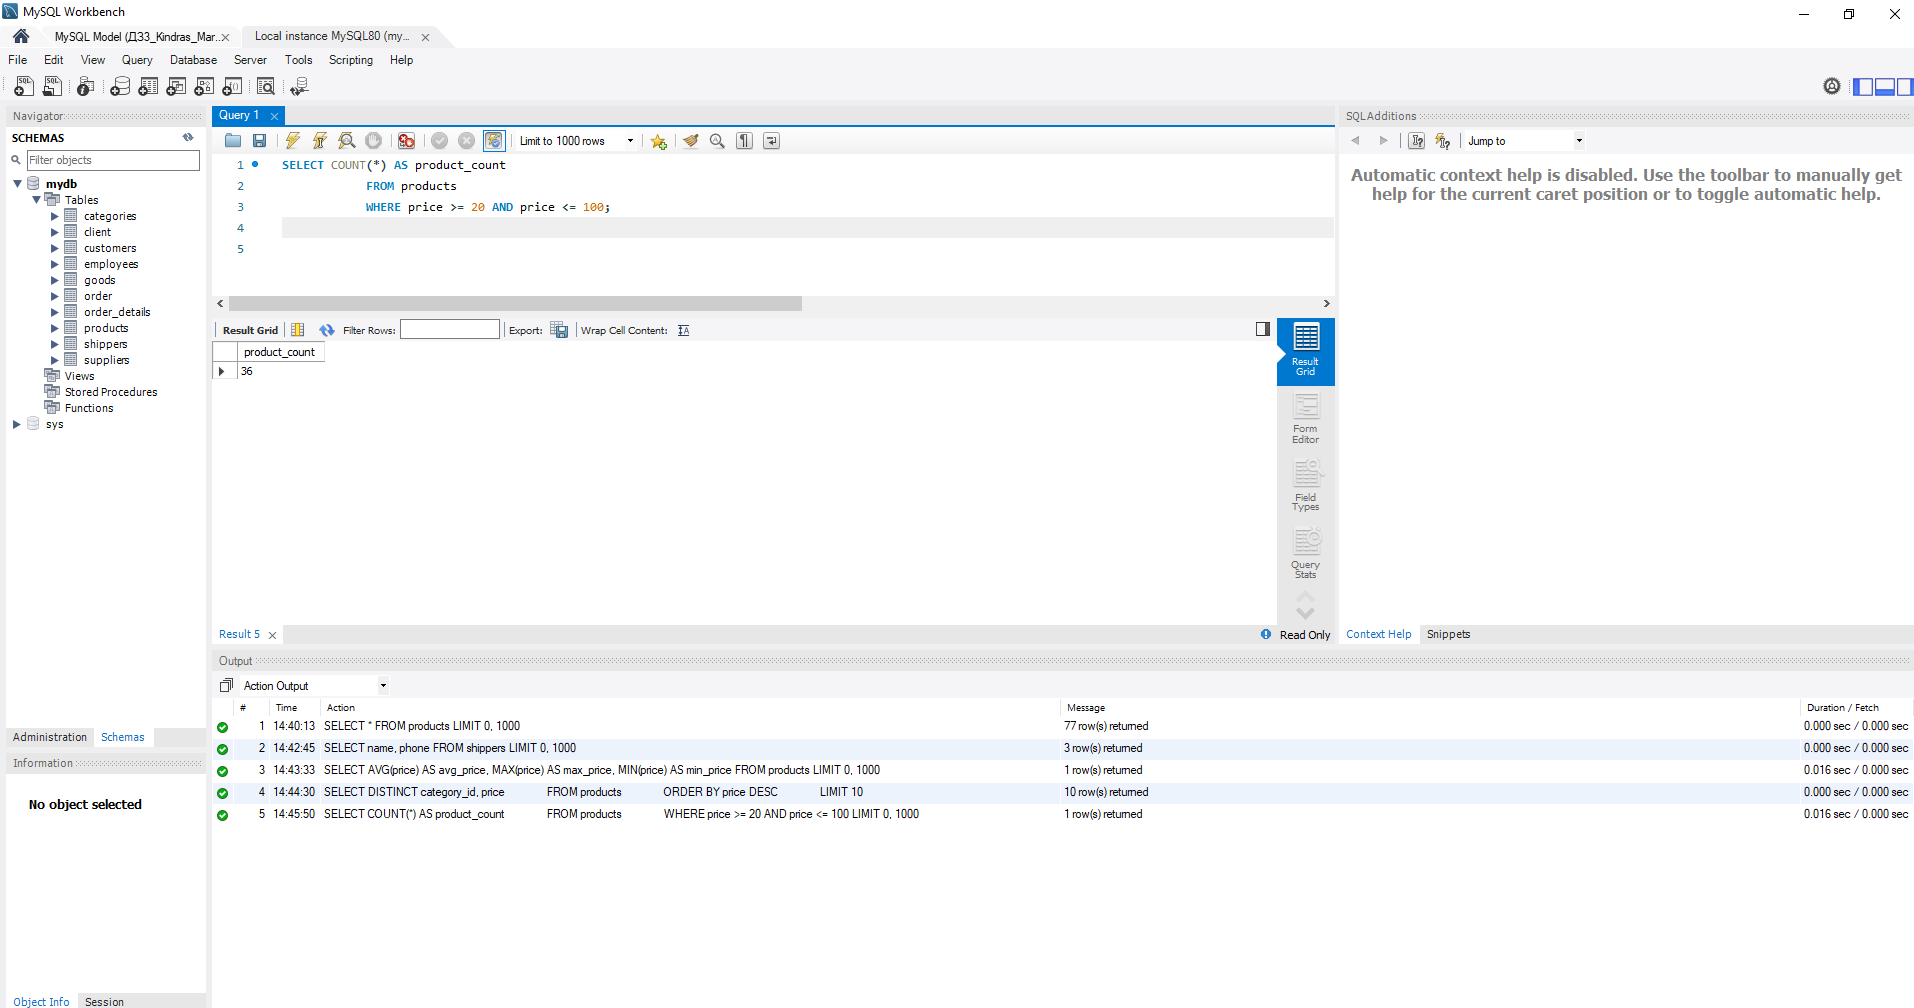 MySQL Workbench
MySQL Model (ДЗ3_Kindras_Mar..
Local instance MySQL80 (my...
File Edit View Query Database Server Tools Scripting Help
Navigator
SCHEMAS
Filter objects
mydb
Tables
categories
client
customers
employees
goods
order
order_details
products
shippers
suppliers
Views
Stored Procedures
Functions
sys
Administration Schemas
Information
No object selected
Object Info Session
Query 1
Limit to 1000 rows
1 SELECT COUNT(*) AS product_count
2 FROM products
3 WHERE price >= 20 AND price <= 100;
4
5
Result Grid Filter Rows: Export: Wrap Cell Content:
product_count
36
Result
Grid
Form
Editor
Field
Types
Query
Stats
Result 5
Read Only
SQLAdditions
Jump to
Automatic context help is disabled. Use the toolbar to manually get
help for the current caret position or to toggle automatic help.
Context Help Snippets
Output
Action Output
# Time Action Message Duration / Fetch
1 14:40:13 SELECT * FROM products LIMIT 0, 1000 77 row(s) returned 0.000 sec / 0.000 sec
2 14:42:45 SELECT name, phone FROM shippers LIMIT 0, 1000 3 row(s) returned 0.000 sec / 0.000 sec
3 14:43:33 SELECT AVG(price) AS avg_price, MAX(price) AS max_price, MIN(price) AS min_price FROM products LIMIT 0, 1000 1 row(s) returned 0.016 sec / 0.000 sec
4 14:44:30 SELECT DISTINCT category_id, price FROM products ORDER BY price DESC LIMIT 10 10 row(s) returned 0.000 sec / 0.000 sec
5 14:45:50 SELECT COUNT(*) AS product_count FROM products WHERE price >= 20 AND price <= 100 LIMIT 0, 1000 1 row(s) returned 0.016 sec / 0.000 sec